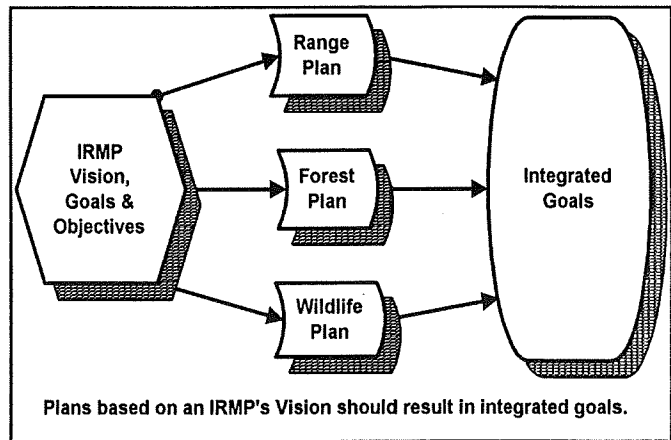 Range
Plan
IRMP
Vision,
Goals &
Objectives
Forest
Plan
Integrated
Goals
Wildlife
Plan
Plans based on an IRMP's Vision should result in integrated goals.